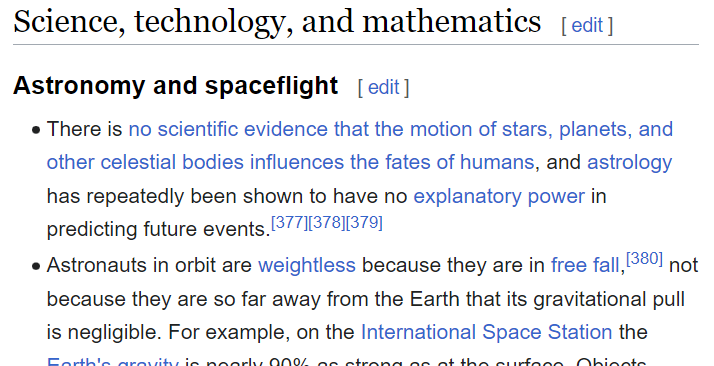 Science, technology, and mathematics [ edit ]
Astronomy and spaceflight [ edit ]
• There is no scientific evidence that the motion of stars, planets, and
other celestial bodies influences the fates of humans, and astrology
has repeatedly been shown to have no explanatory power in
predicting future events.[377][378][379]
• Astronauts in orbit are weightless because they are in free fall,[380] not
because they are so far away from the Earth that its gravitational pull
is negligible. For example, on the International Space Station the
Earth's gravity is nearly 90% as strong as at the surface. Objects